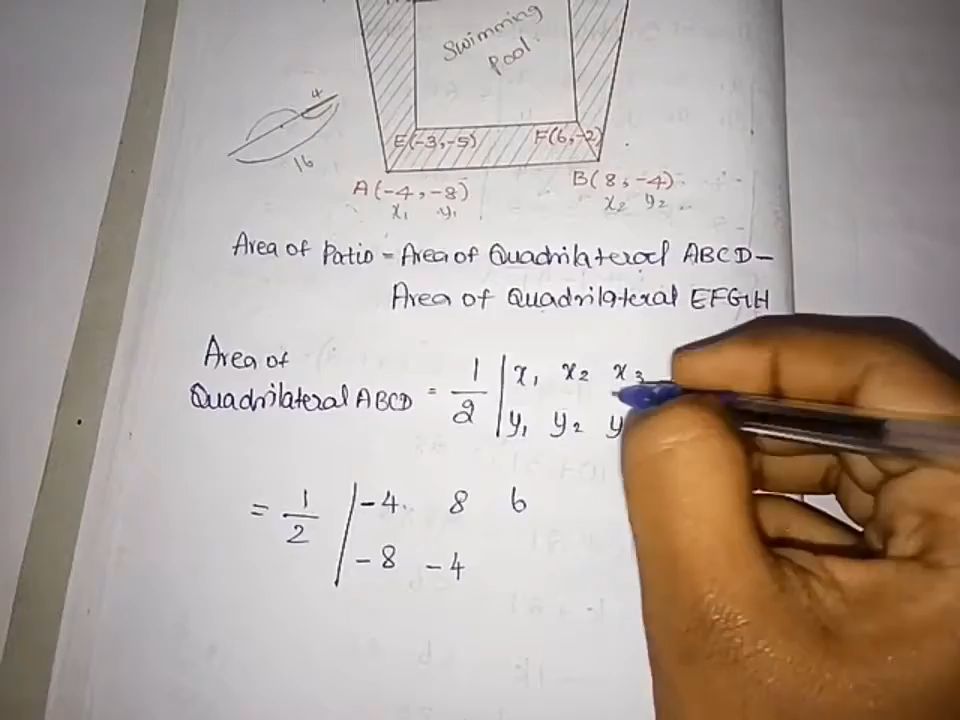 Swimming
Pool.
4
16
E(-3,-5) F(6,-2)
A(-4,-8) B(8,-4)
x₁ y₁ x₂ y₂
Area of Patio = Area of Quadrilateral ABCD -
Area of Quadrilateral EFGH
Area of
Quadrilateral ABCD = 1/2 | x₁ x₂ x₃
y₁ y₂ y
= 1/2 | -4 8 6
-8 -4